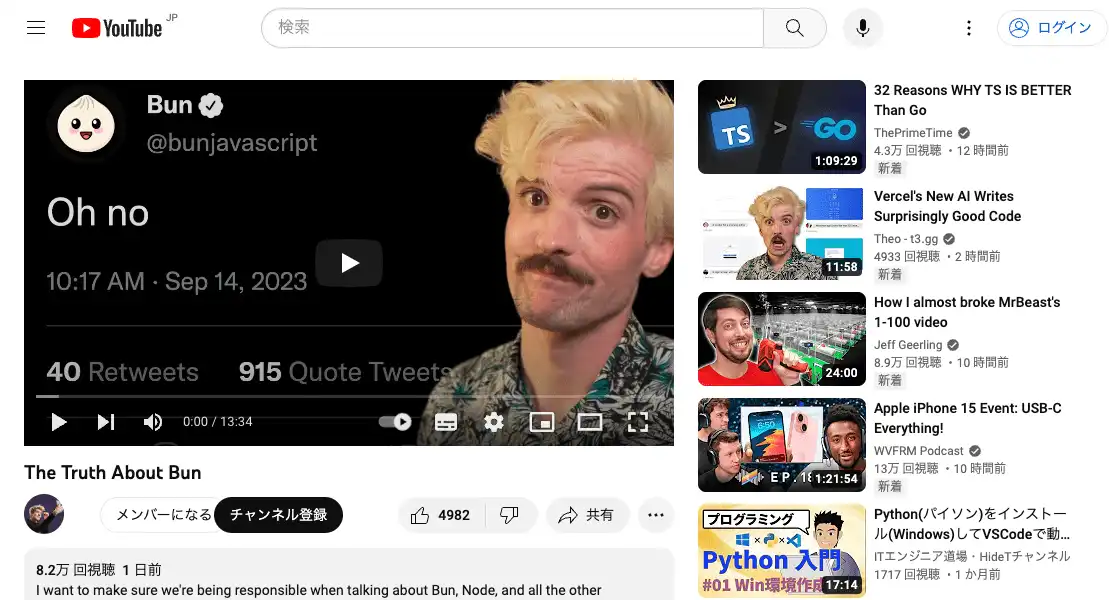 YouTube JP
検索
ログイン
Bun
@bunjavascript
Oh no
10:17 AM · Sep 14, 2023
40 Retweets 915 Quote Tweets
0:00 / 13:34
The Truth About Bun
メンバーになる
チャンネル登録
4982
共有
8.2万 回視聴 1 日前
I want to make sure we're being responsible when talking about Bun, Node, and all the other
TS > GO
1:09:29
32 Reasons WHY TS IS BETTER
Than Go
ThePrimeTime
4.3万 回視聴 ・12 時間前
新着
11:58
Vercel's New AI Writes
Surprisingly Good Code
Theo - t3․gg
4933 回視聴 ・2 時間前
新着
24:00
How I almost broke MrBeast's
1-100 video
Jeff Geerling
8.9万 回視聴 ・10 時間前
新着
6:50
EP. 18
1:21:54
Apple iPhone 15 Event: USB-C
Everything!
WVFRM Podcast
13万 回視聴 ・10 時間前
新着
プログラミング
Python 入門
#01 Win環境作成
17:14
Python(パイソン)をインストー
ル(Windows)してVSCodeで動…
ITエンジニア道場・HideTチャンネル
1717 回視聴 ・1 か月前